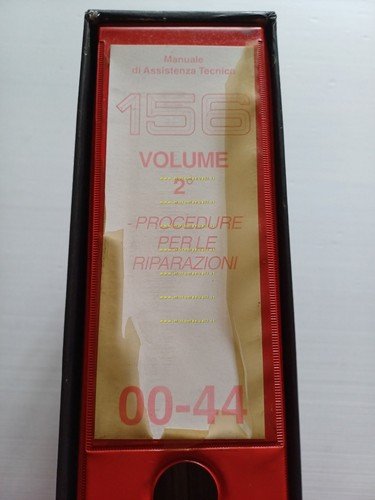 Manuale
di Assistenza Tecnica
156
VOLUME
2°
-PROCEDURE
PER LE
RIPARAZIONI
00-44